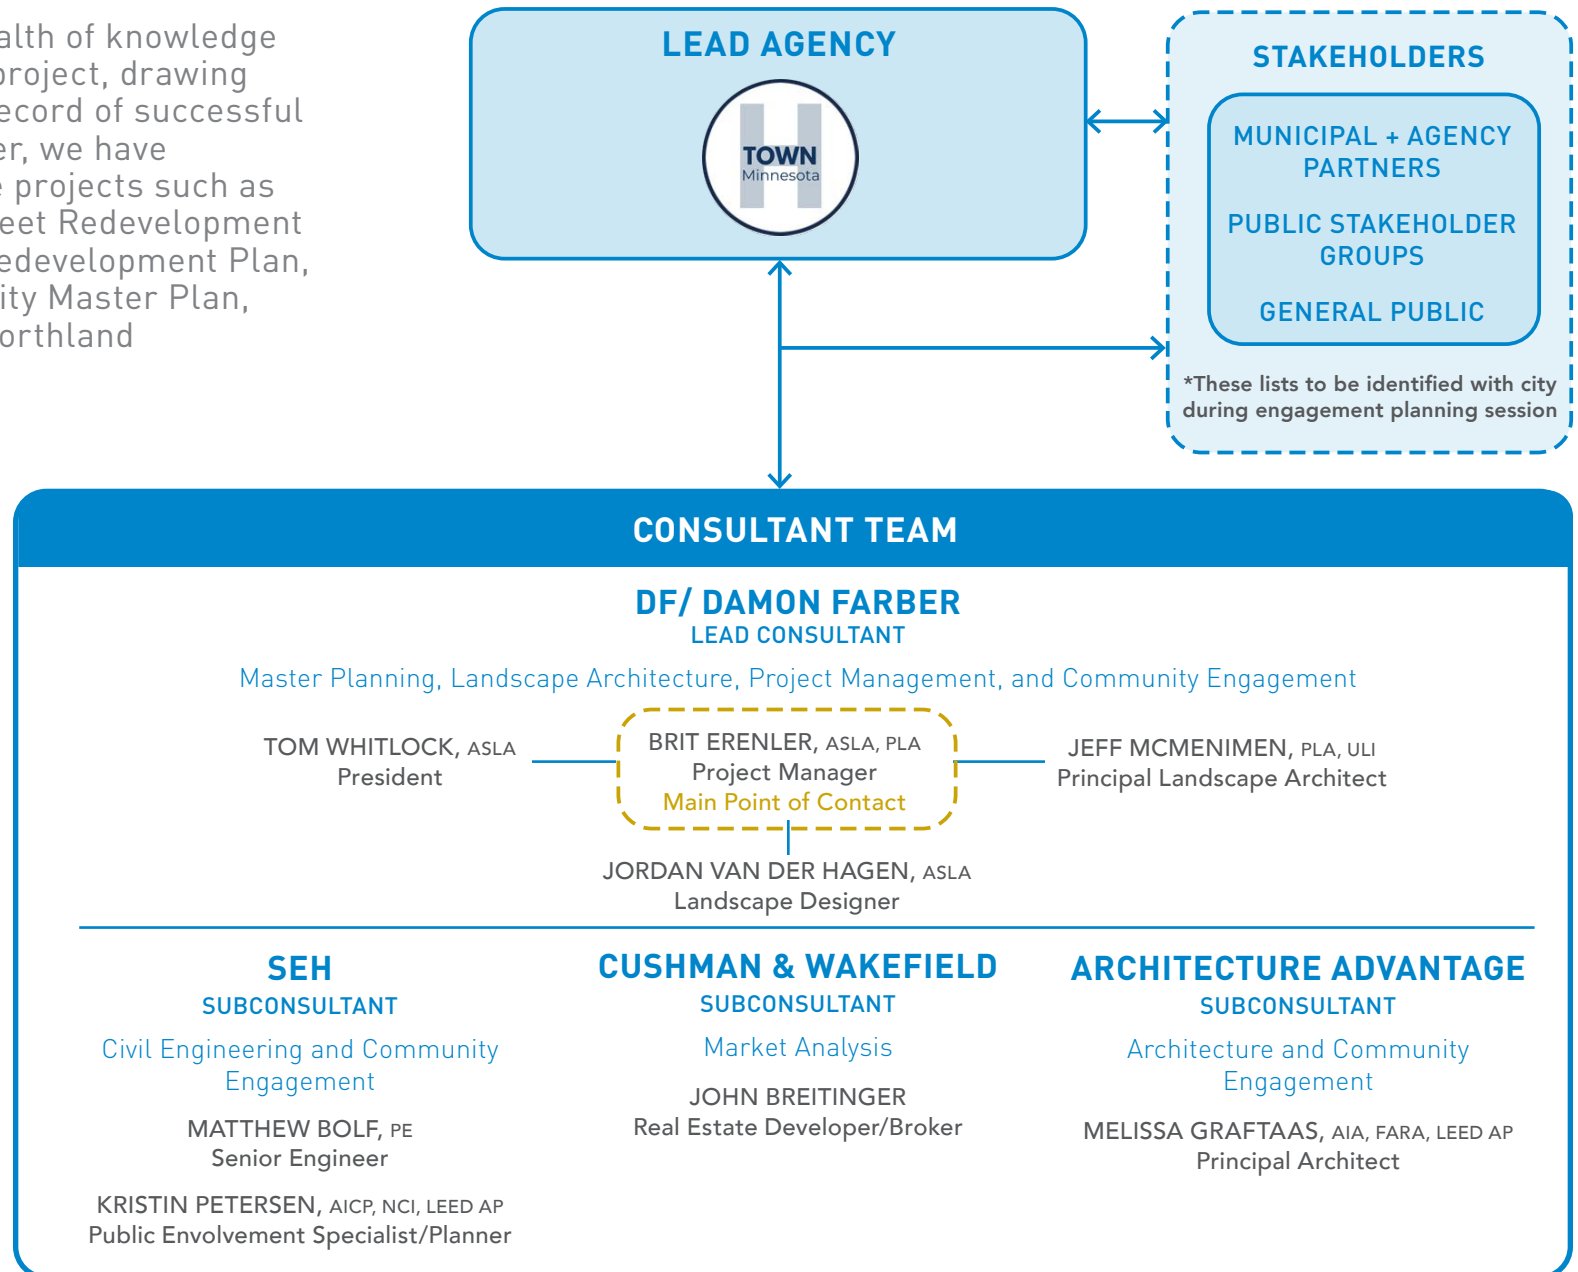 alth of knowledge
project, drawing
ecord of successful
er, we have
e projects such as
eet Redevelopment
edevelopment Plan,
ity Master Plan,
orthland
LEAD AGENCY
H
TOWN
Minnesota
STAKEHOLDERS
MUNICIPAL + AGENCY
PARTNERS
PUBLIC STAKEHOLDER
GROUPS
GENERAL PUBLIC
*These lists to be identified with city
during engagement planning session
CONSULTANT TEAM
DF/ DAMON FARBER
LEAD CONSULTANT
Master Planning, Landscape Architecture, Project Management, and Community Engagement
TOM WHITLOCK, ASLA
President
BRIT ERENLER, ASLA, PLA
Project Manager
Main Point of Contact
JEFF MCMENIMEN, PLA, ULI
Principal Landscape Architect
JORDAN VAN DER HAGEN, ASLA
Landscape Designer
SEH
SUBCONSULTANT
Civil Engineering and Community
Engagement
MATTHEW BOLF, PE
Senior Engineer
KRISTIN PETERSEN, AICP, NCI, LEED AP
Public Envolvement Specialist/Planner
CUSHMAN & WAKEFIELD
SUBCONSULTANT
Market Analysis
JOHN BREITINGER
Real Estate Developer/Broker
ARCHITECTURE ADVANTAGE
SUBCONSULTANT
Architecture and Community
Engagement
MELISSA GRAFTAAS, AIA, FARA, LEED AP
Principal Architect